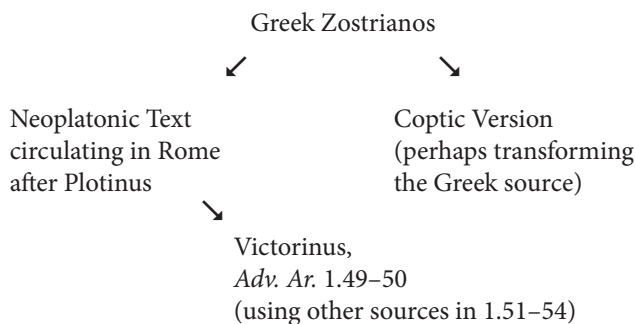 Greek Zostrianos
↙ ↘
Neoplatonic Text
circulating in Rome
after Plotinus
Coptic Version
(perhaps transforming
the Greek source)
↘
Victorinus,
Adv. Ar. 1.49–50
(using other sources in 1.51–54)